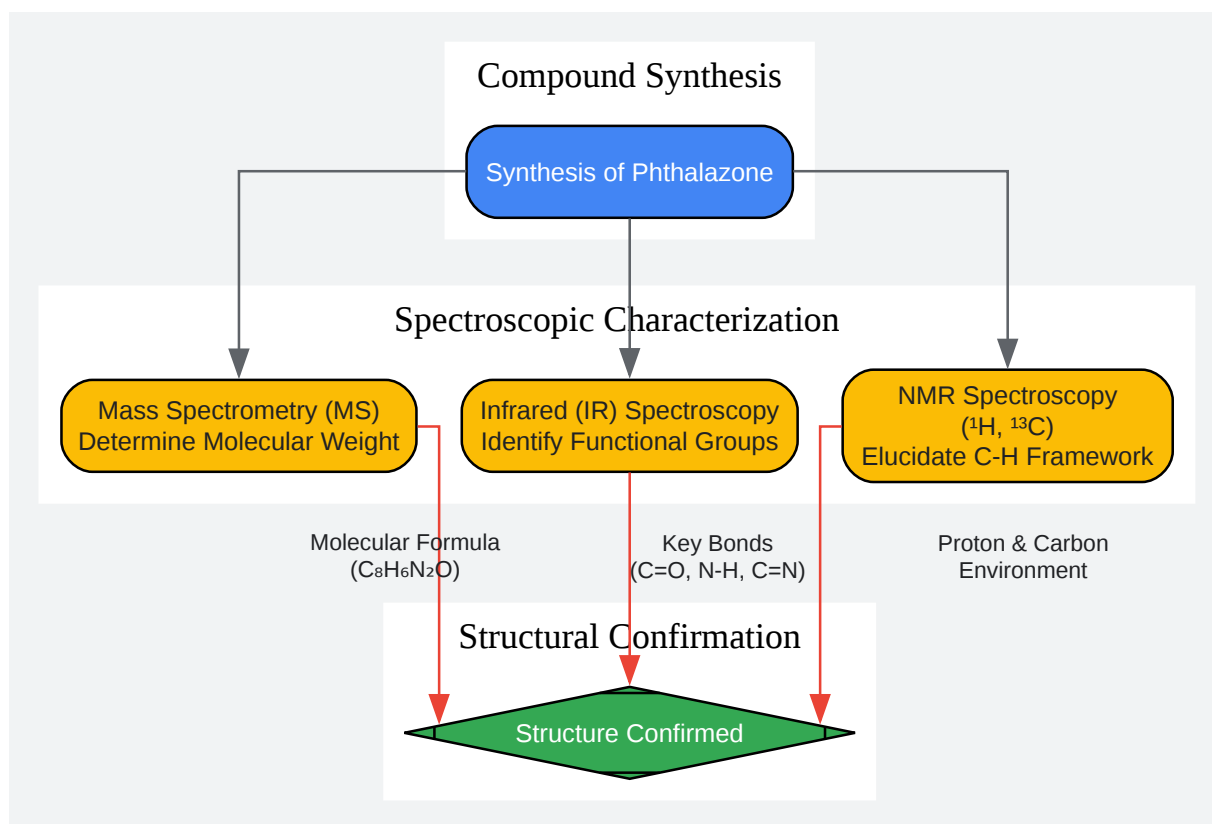 Compound Synthesis
Synthesis of Phthalazone
Spectroscopic Characterization
Mass Spectrometry (MS)
Determine Molecular Weight
Infrared (IR) Spectroscopy
Identify Functional Groups
NMR Spectroscopy
(¹H, ¹³C)
Elucidate C-H Framework
Molecular Formula
(C₈H₆N₂O)
Key Bonds
(C=O, N-H, C=N)
Proton & Carbon
Environment
Structural Confirmation
Structure Confirmed